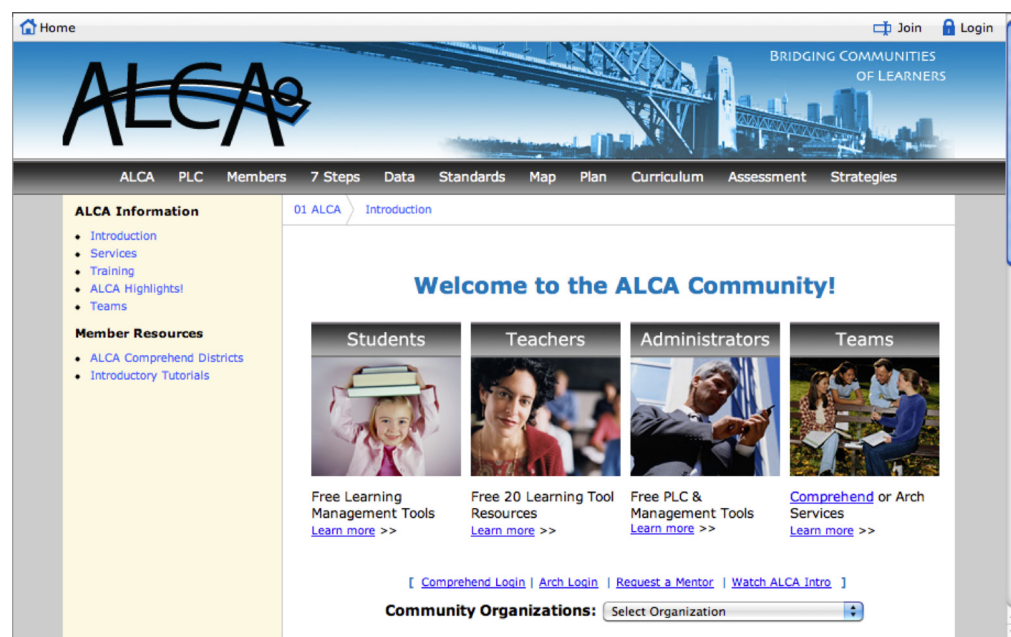 Home
Join
Login
ALCA
BRIDGING COMMUNITIES
OF LEARNERS
ALCA PLC Members 7 Steps Data Standards Map Plan Curriculum Assessment Strategies
ALCA Information
• Introduction
• Services
• Training
• ALCA Highlights!
• Teams
Member Resources
• ALCA Comprehend Districts
• Introductory Tutorials
01 ALCA
Introduction
Welcome to the ALCA Community!
Students
Free Learning
Management Tools
Learn more >>
Teachers
Free 20 Learning Tool
Resources
Learn more >>
Administrators
Free PLC &
Management Tools
Learn more >>
Teams
Comprehend or Arch
Services
Learn more >>
[ Comprehend Login | Arch Login | Request a Mentor | Watch ALCA Intro ]
Community Organizations: Select Organization